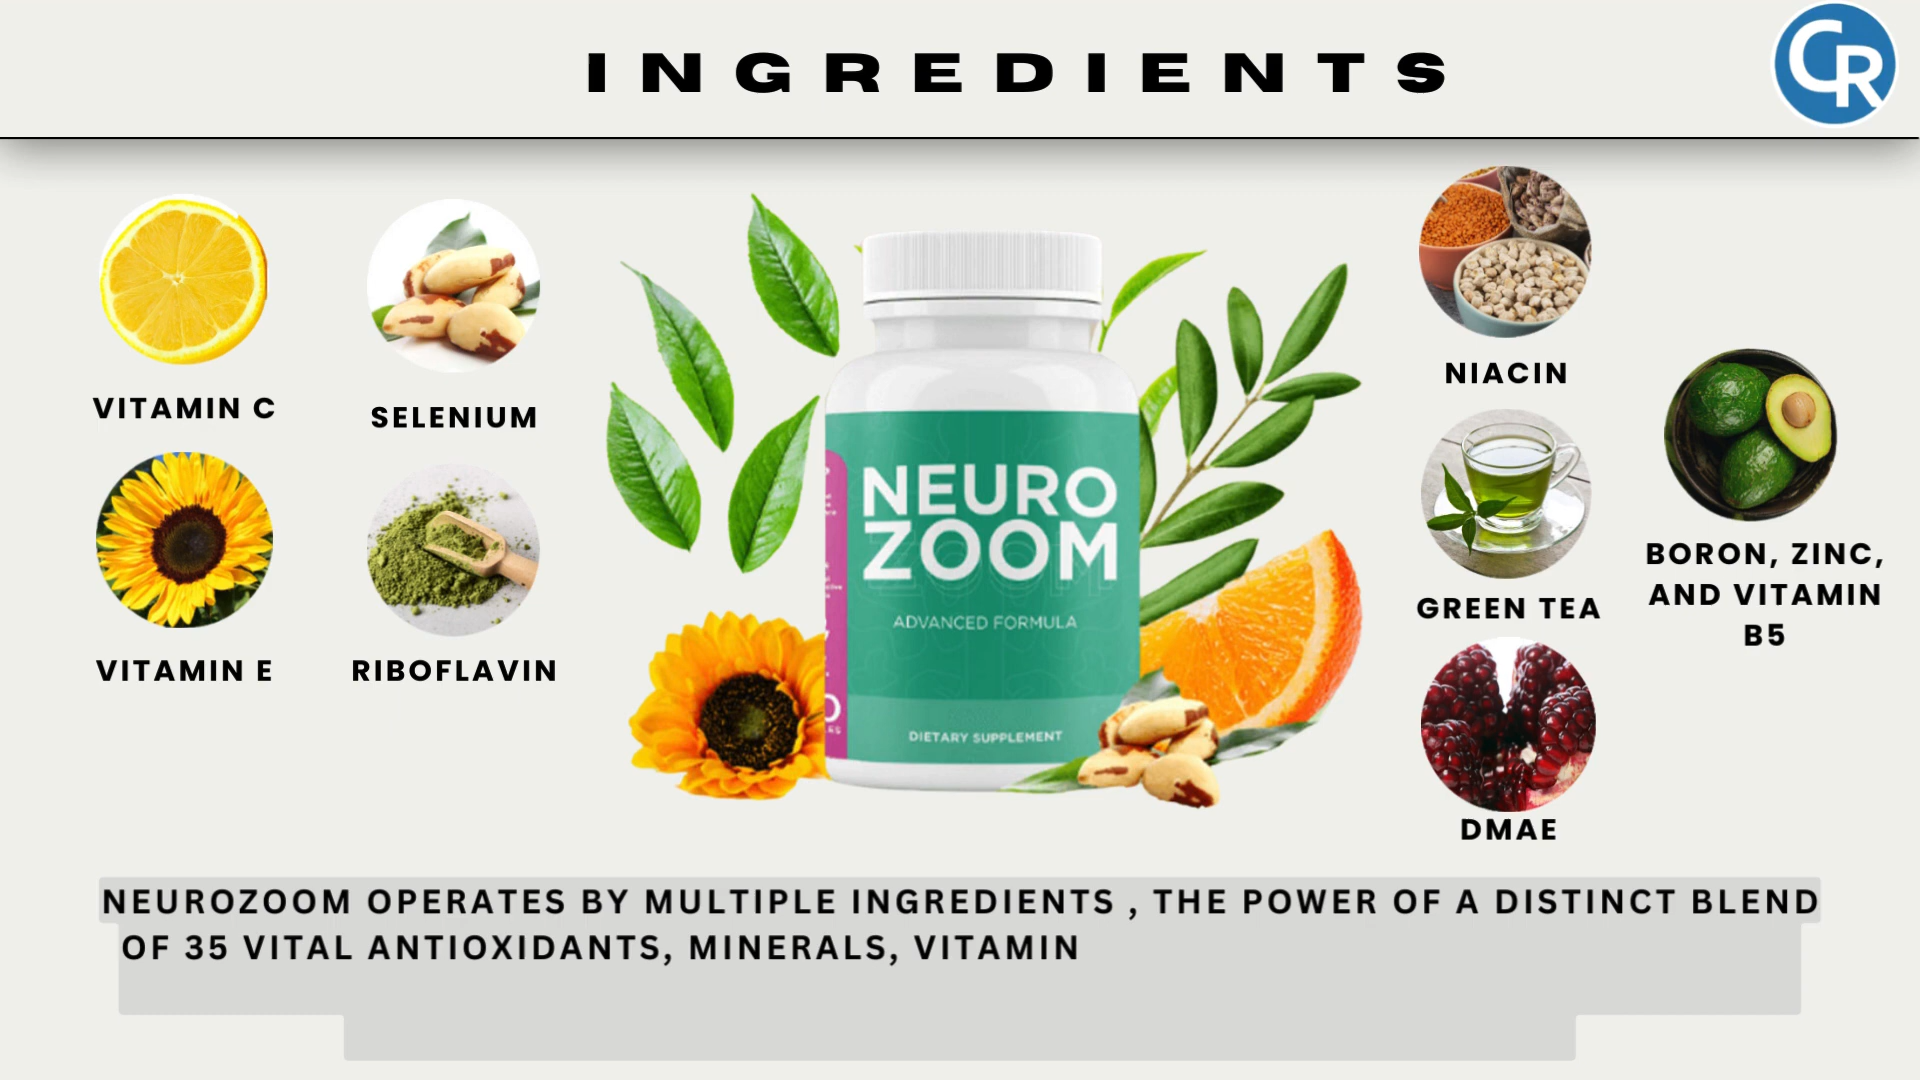 INGREDIENTS
CR
VITAMIN C
SELENIUM
VITAMIN E
RIBOFLAVIN
NEURO
ZOOM
ADVANCED FORMULA
DIETARY SUPPLEMENT
NIACIN
GREEN TEA
DMAE
BORON, ZINC,
AND VITAMIN
B5
NEUROZOOM OPERATES BY MULTIPLE INGREDIENTS , THE POWER OF A DISTINCT BLEND
OF 35 VITAL ANTIOXIDANTS, MINERALS, VITAMIN